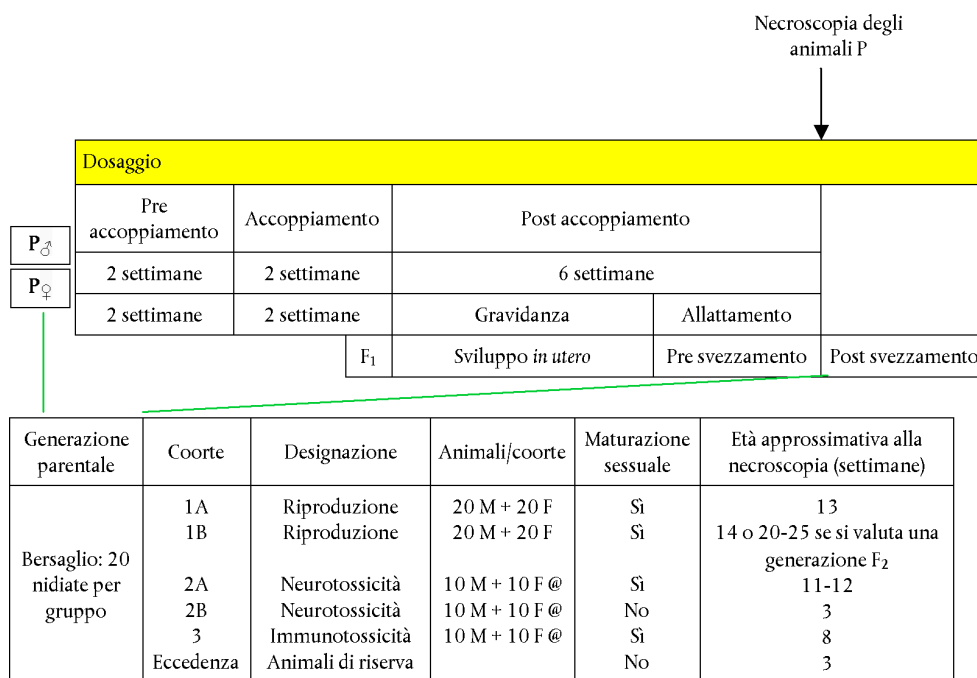 Necroscopia degli
animali P
Dosaggio
Pre
accoppiamento
Accoppiamento
Post accoppiamento
P♂
2 settimane
2 settimane
6 settimane
P♀
2 settimane
2 settimane
Gravidanza
Allattamento
F₁
Sviluppo in utero
Pre svezzamento
Post svezzamento
Generazione
parentale
Coorte
Designazione
Animali/coorte
Maturazione
sessuale
Età approssimativa alla
necroscopia (settimane)
Bersaglio: 20
nidiate per
gruppo
1A Riproduzione 20 M + 20 F Sì 13
1B Riproduzione 20 M + 20 F Sì 14 o 20-25 se si valuta una
generazione F₂
2A Neurotossicità 10 M + 10 F @ Sì 11-12
2B Neurotossicità 10 M + 10 F @ No 3
3 Immunotossicità 10 M + 10 F @ Sì 8
Eccedenza Animali di riserva No 3